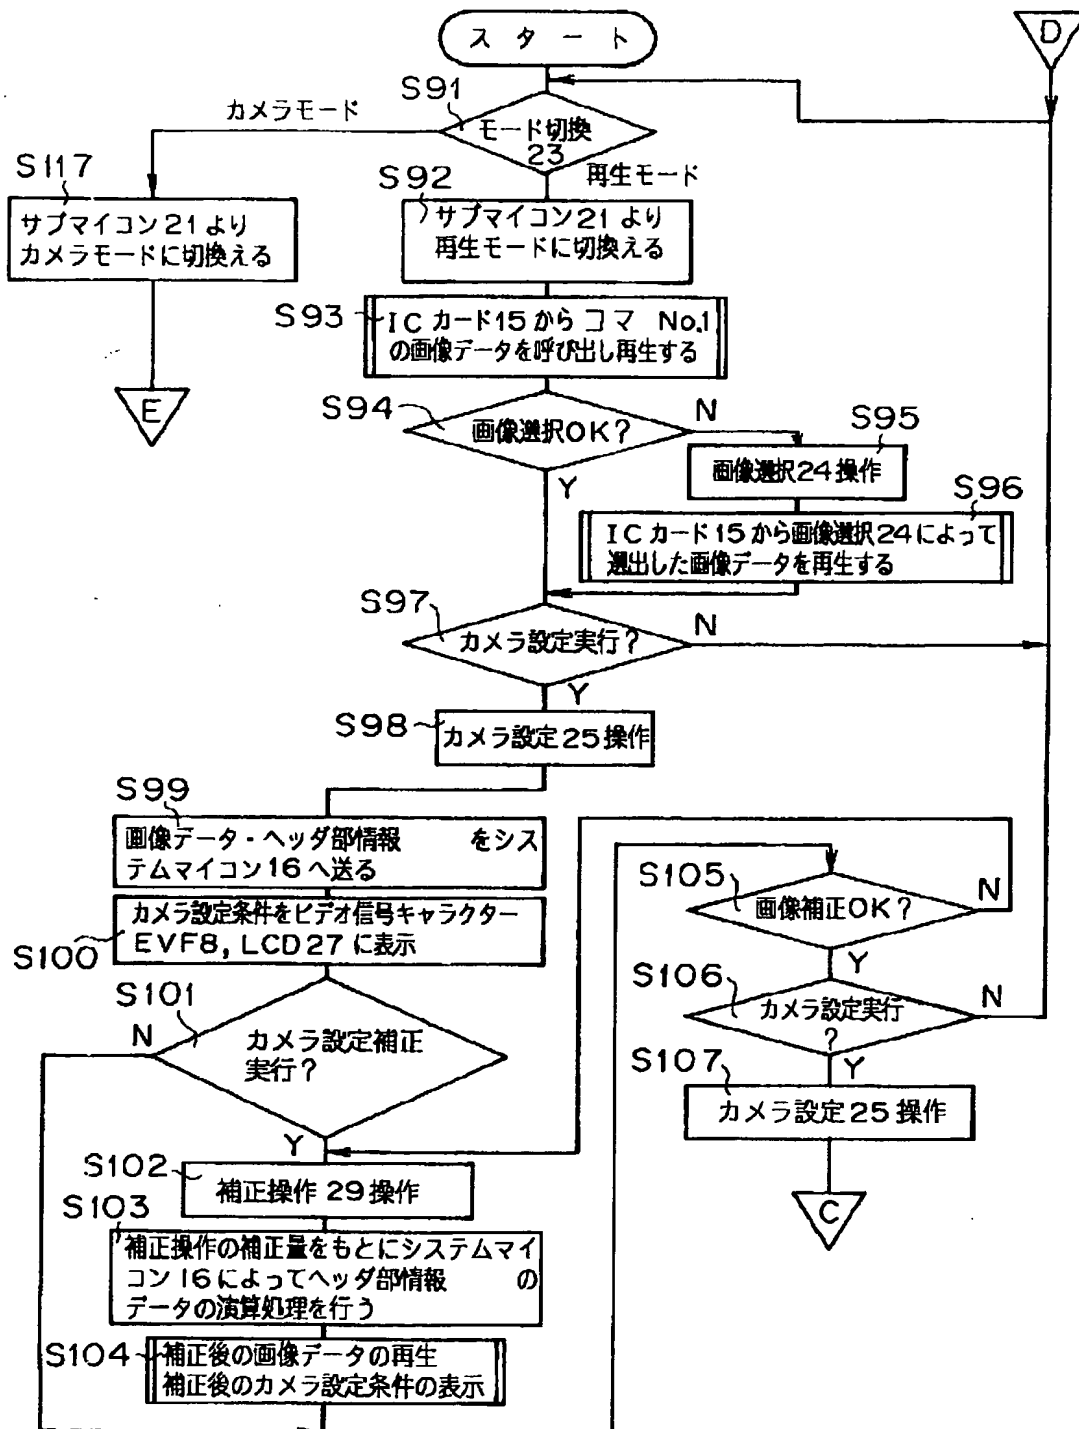 スタート
D
S91
カメラモード
モード切換
23
再生モード
S117
サブマイコン21より
カメラモードに切換える
S92
サブマイコン21より
再生モードに切換える
S93
ICカード15からコマ No.1
の画像データを呼び出し再生する
E
S94
画像選択OK?
N
Y
S95
画像選択24操作
S96
ICカード15から画像選択24によって
選出した画像データを再生する
S97
カメラ設定実行?
N
Y
S98
カメラ設定25操作
S99
画像データ・ヘッダ部情報 をシス
テムマイコン16へ送る
S100
カメラ設定条件をビデオ信号キャラクター
EVF8, LCD27に表示
S101
N
カメラ設定補正
実行?
Y
S102
補正操作29操作
S103
補正操作の補正量をもとにシステムマイ
コン16によってヘッダ部情報 の
データの演算処理を行う
S104
補正後の画像データの再生
補正後のカメラ設定条件の表示
S105
画像補正OK?
N
Y
S106
カメラ設定実行
?
N
Y
S107
カメラ設定25操作
C